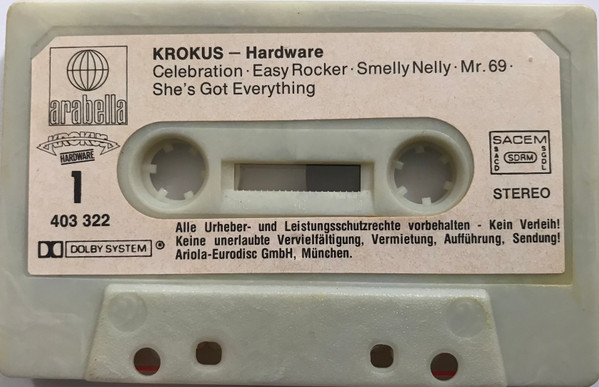 KROKUS – Hardware
Celebration · Easy Rocker · Smelly Nelly · Mr. 69 ·
She's Got Everything
arabella
KROKUS
HARDWARE
1
403 322
DOLBY SYSTEM ®
SACEM
SACD SDRM SGDL
STEREO
Alle Urheber- und Leistungsschutzrechte vorbehalten - Kein Verleih!
Keine unerlaubte Vervielfältigung, Vermietung, Aufführung, Sendung!
Ariola-Eurodisc GmbH, München.